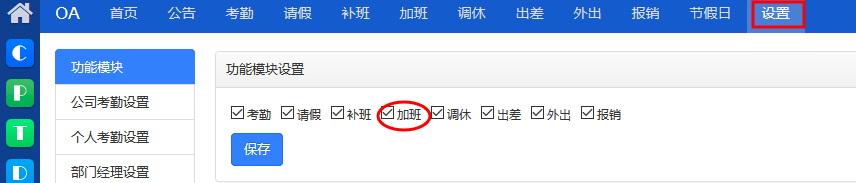 OA 首页 公告 考勤 请假 补班 加班 调休 出差 外出 报销 节假日 设置
C
P
T
D
功能模块
公司考勤设置
个人考勤设置
部门经理设置
功能模块设置
考勤 请假 补班 加班 调休 出差 外出 报销
保存